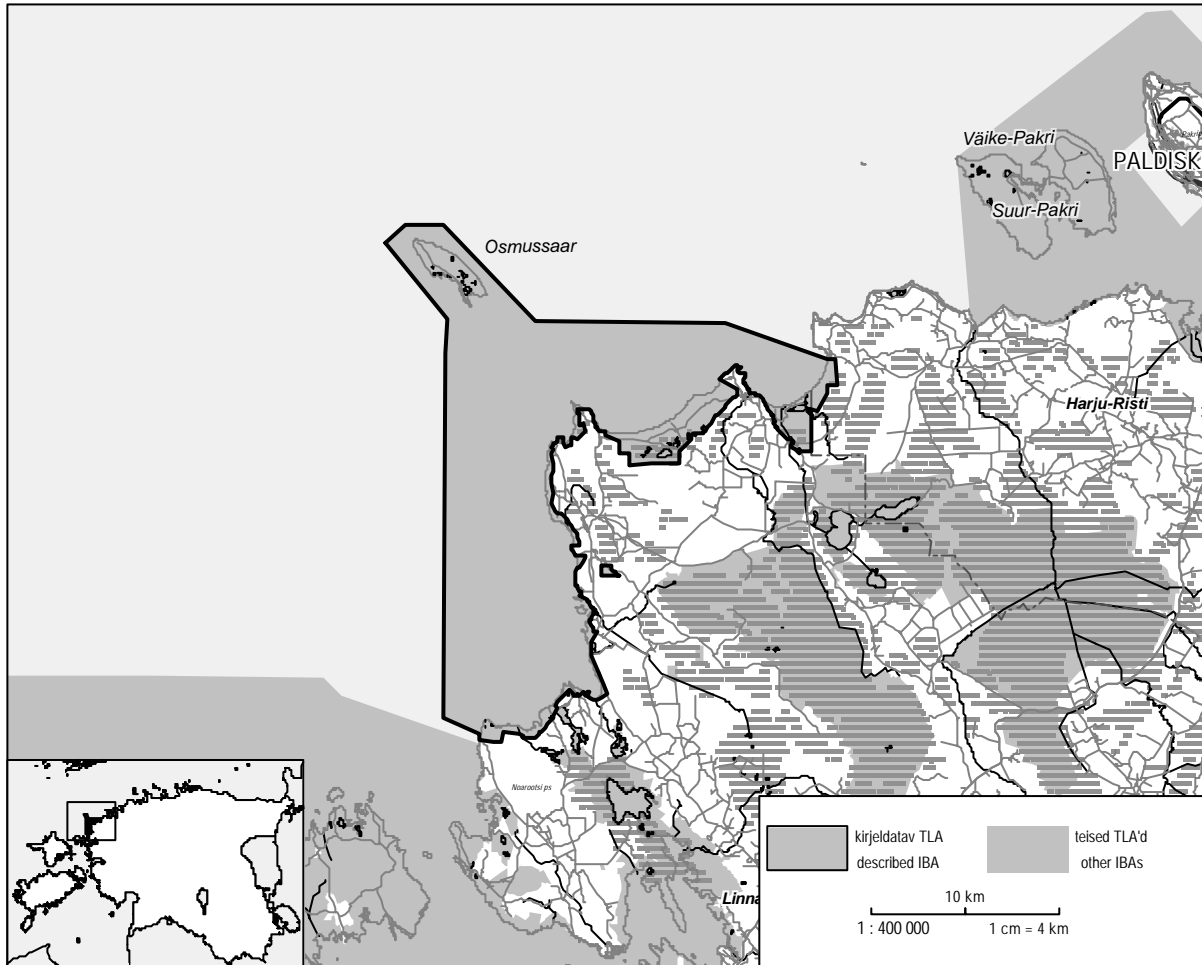 Väike-Pakri
PALDISK
Suur-Pakri
Osmussaar
Harju-Risti
Noarootsi ps
Linna
kirjeldatav TLA
described IBA
teised TLA'd
other IBAs
10 km
1 : 400 000
1 cm = 4 km